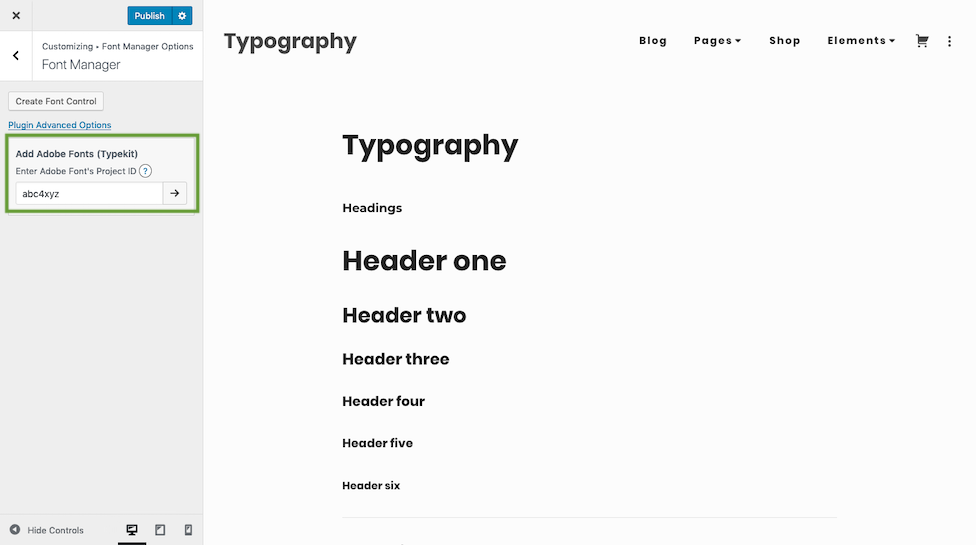 Publish
Customizing • Font Manager Options
Font Manager
Create Font Control
Plugin Advanced Options
Add Adobe Fonts (Typekit)
Enter Adobe Font's Project ID ?
abc4xyz
Hide Controls
Typography
Blog Pages Shop Elements
Typography
Headings
Header one
Header two
Header three
Header four
Header five
Header six